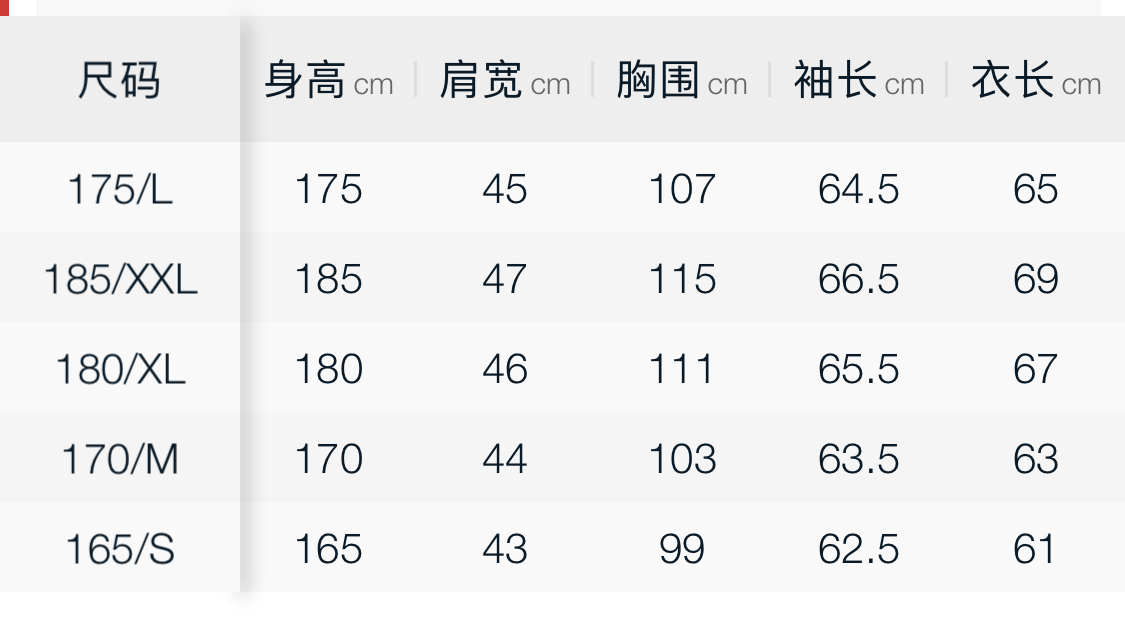 尺码 身高 cm 肩宽 cm 胸围 cm 袖长 cm 衣长 cm
175/L 175 45 107 64.5 65
185/XXL 185 47 115 66.5 69
180/XL 180 46 111 65.5 67
170/M 170 44 103 63.5 63
165/S 165 43 99 62.5 61